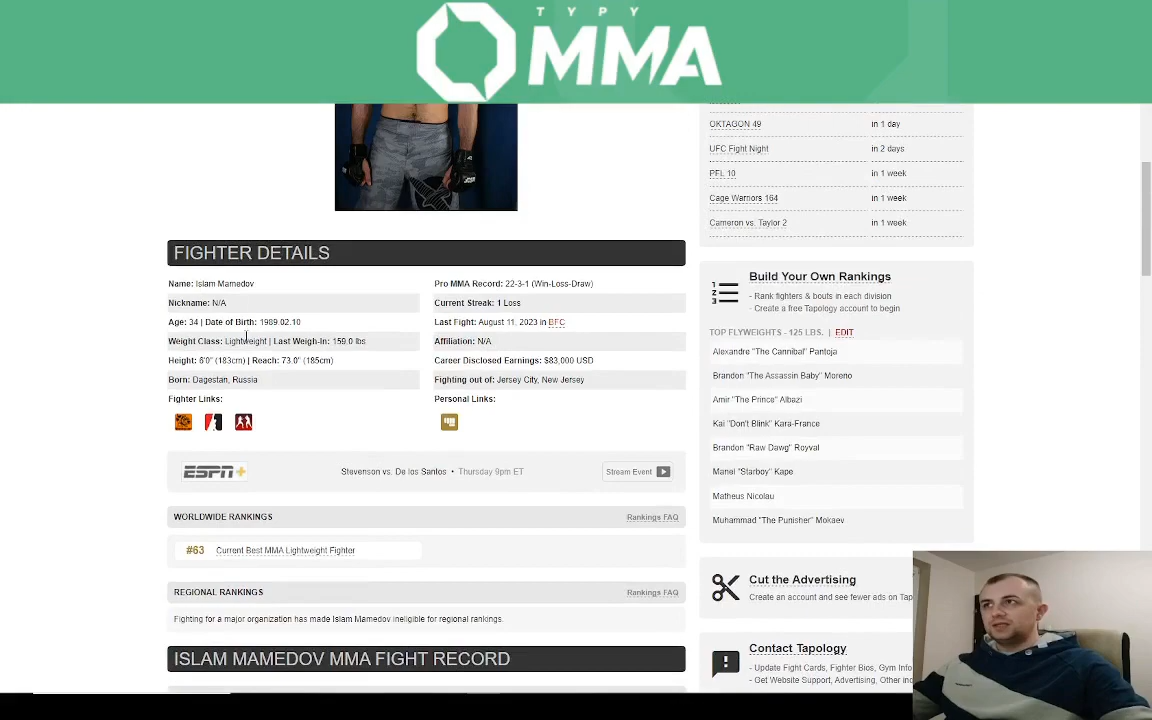 TYPY
MMA
OKTAGON 49 in 1 day
UFC Fight Night in 2 days
PFL 10 in 1 week
Cage Warriors 164 in 1 week
Cameron vs. Taylor 2 in 1 week
FIGHTER DETAILS
Name: Islam Mamedov
Pro MMA Record: 22-3-1 (Win-Loss-Draw)
Nickname: N/A
Current Streak: 1 Loss
Age: 34 | Date of Birth: 1989.02.10
Last Fight: August 11, 2023 in BFC
Weight Class: Lightweight | Last Weigh-In: 159.0 lbs
Affiliation: N/A
Height: 6'0" (183cm) | Reach: 73.0" (185cm)
Career Disclosed Earnings: $83,000 USD
Born: Dagestan, Russia
Fighting out of: Jersey City, New Jersey
Fighter Links:
Personal Links:
ESPN+
Stevenson vs. De los Santos • Thursday 9pm ET
Stream Event
WORLDWIDE RANKINGS
Rankings FAQ
#63 Current Best MMA Lightweight Fighter
REGIONAL RANKINGS
Rankings FAQ
Fighting for a major organization has made Islam Mamedov ineligible for regional rankings.
ISLAM MAMEDOV MMA FIGHT RECORD
1
2
3
Build Your Own Rankings
- Rank fighters & bouts in each division
- Create a free Tapology account to begin
TOP FLYWEIGHTS - 125 LBS. | EDIT
Alexandre "The Cannibal" Pantoja
Brandon "The Assassin Baby" Moreno
Amir "The Prince" Albazi
Kai "Don't Blink" Kara-France
Brandon "Raw Dawg" Royval
Manel "Starboy" Kape
Matheus Nicolau
Muhammad "The Punisher" Mokaev
Cut the Advertising
Create an account and see fewer ads on Tap
Contact Tapology
- Update Fight Cards, Fighter Bios, Gym Info
- Get Website Support, Advertising, Other inq